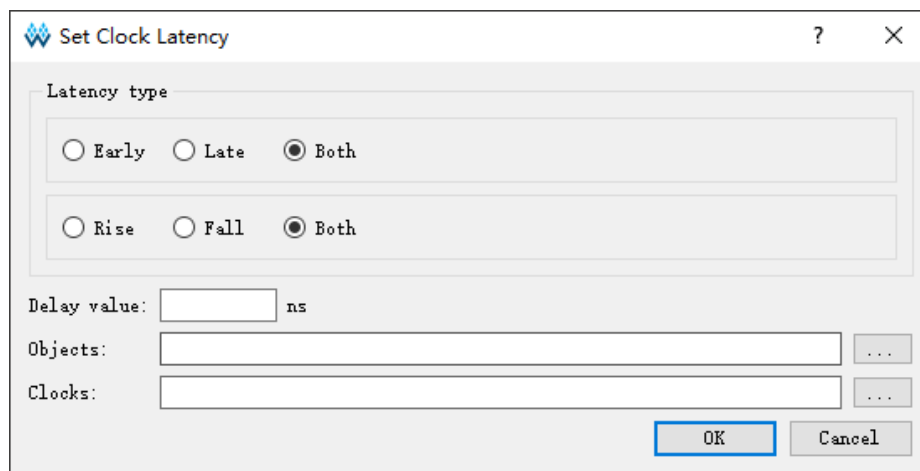 Set Clock Latency ?
Latency type
Early Late Both
Rise Fall Both
Delay value: ns
Objects: ...
Clocks: ...
OK Cancel